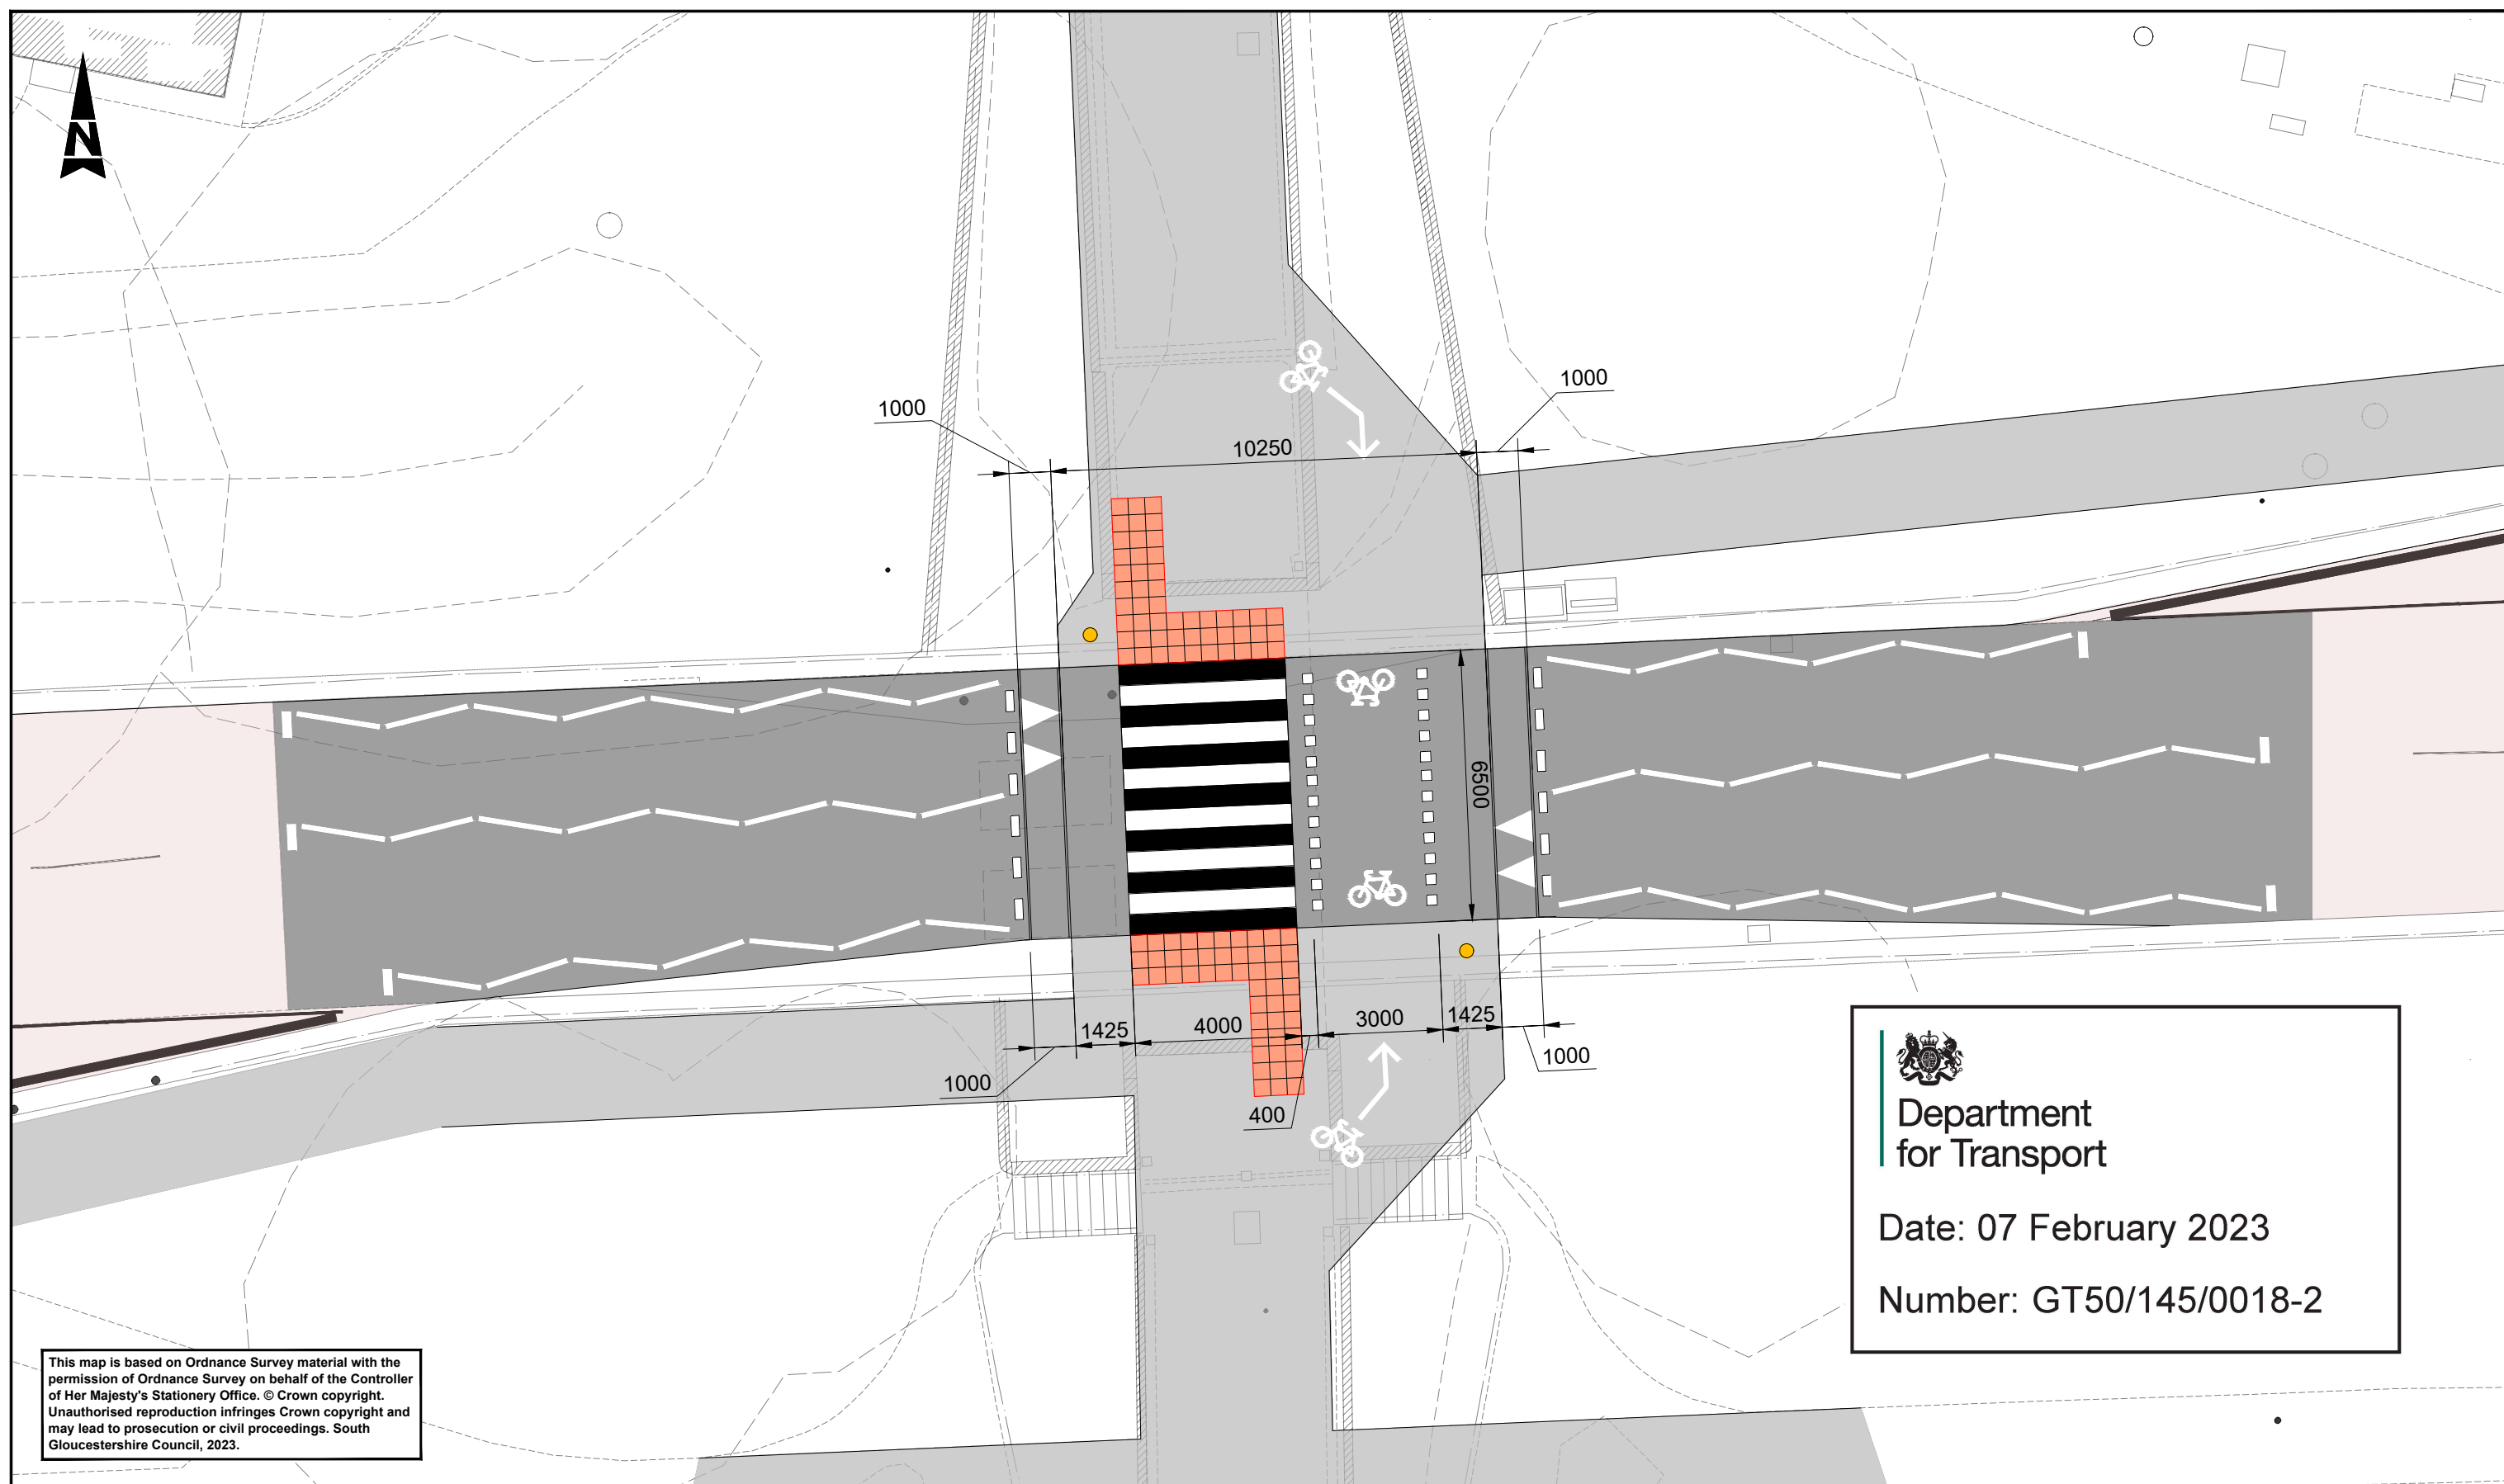 N
1000
1000
10250
6500
1425
4000
3000
1425
1000
400
1000
Department
for Transport
Date: 07 February 2023
Number: GT50/145/0018-2
This map is based on Ordnance Survey material with the
permission of Ordnance Survey on behalf of the Controller
of Her Majesty's Stationery Office. © Crown copyright.
Unauthorised reproduction infringes Crown copyright and
may lead to prosecution or civil proceedings. South
Gloucestershire Council, 2023.